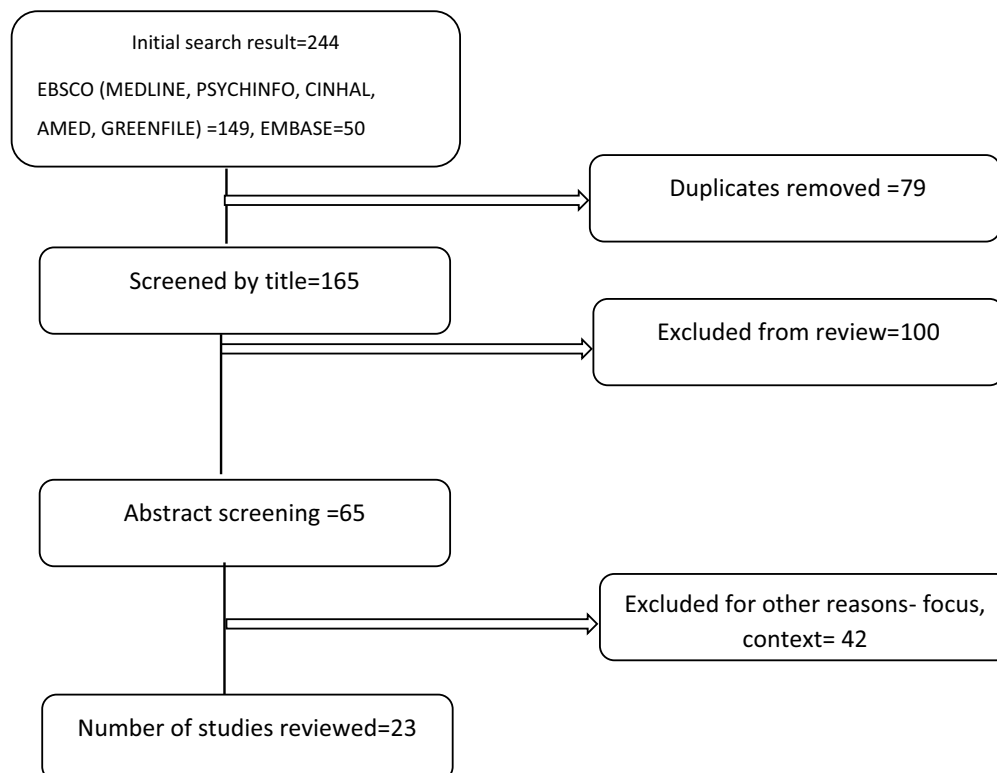 Initial search result=244
EBSCO (MEDLINE, PSYCHINFO, CINHAL,
AMED, GREENFILE) =149, EMBASE=50
Duplicates removed =79
Screened by title=165
Excluded from review=100
Abstract screening =65
Excluded for other reasons- focus,
context= 42
Number of studies reviewed=23